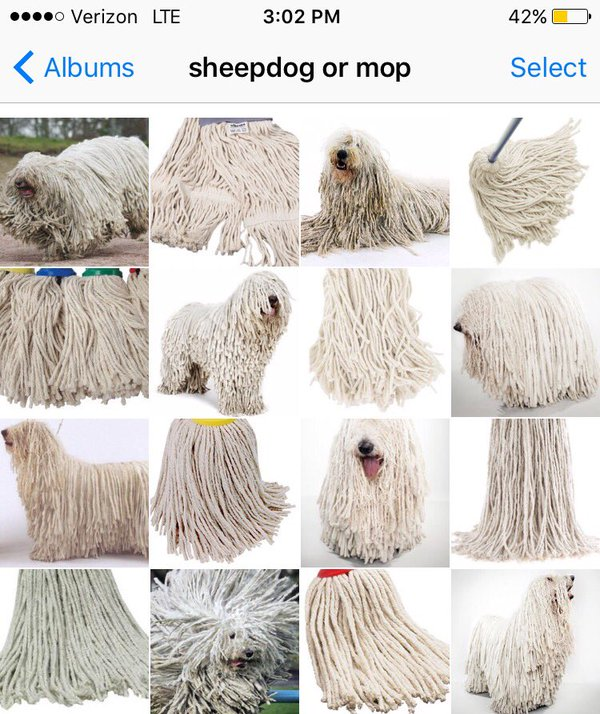 Verizon LTE 3:02 PM 42%
Albums sheepdog or mop Select